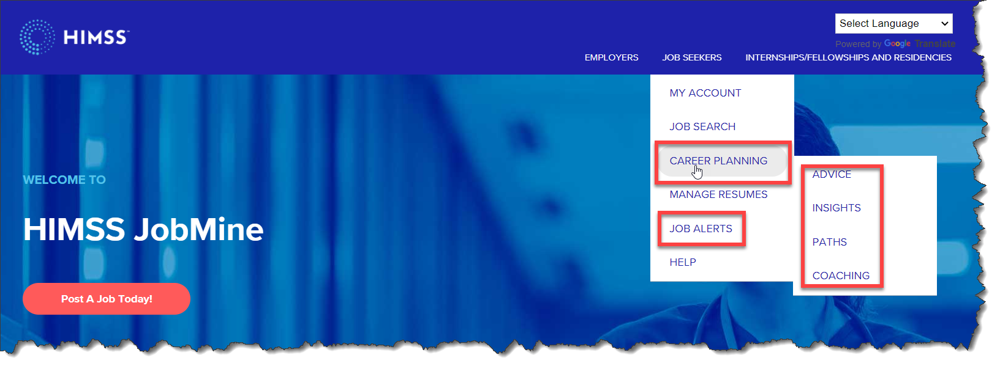 HIMSS™
Select Language
Powered by Google Translate
EMPLOYERS
JOB SEEKERS
INTERNSHIPS/FELLOWSHIPS AND RESIDENCIES
MY ACCOUNT
JOB SEARCH
CAREER PLANNING
MANAGE RESUMES
JOB ALERTS
HELP
ADVICE
INSIGHTS
PATHS
COACHING
WELCOME TO
HIMSS JobMine
Post A Job Today!